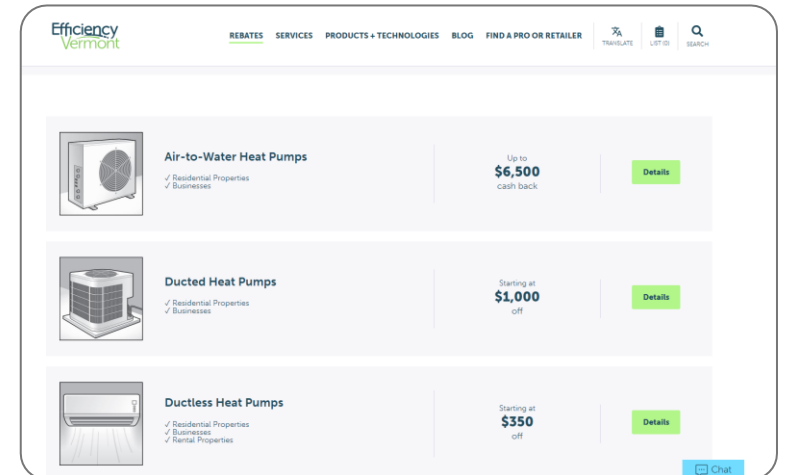 Efficiency
Vermont
REBATES SERVICES PRODUCTS + TECHNOLOGIES BLOG FIND A PRO OR RETAILER
TRANSLATE LIST (0) SEARCH
Air-to-Water Heat Pumps
✓ Residential Properties
✓ Businesses
Up to
$6,500
cash back
Details
Ducted Heat Pumps
✓ Residential Properties
✓ Businesses
Starting at
$1,000
off
Details
Ductless Heat Pumps
✓ Residential Properties
✓ Businesses
✓ Rental Properties
Starting at
$350
off
Details
Chat